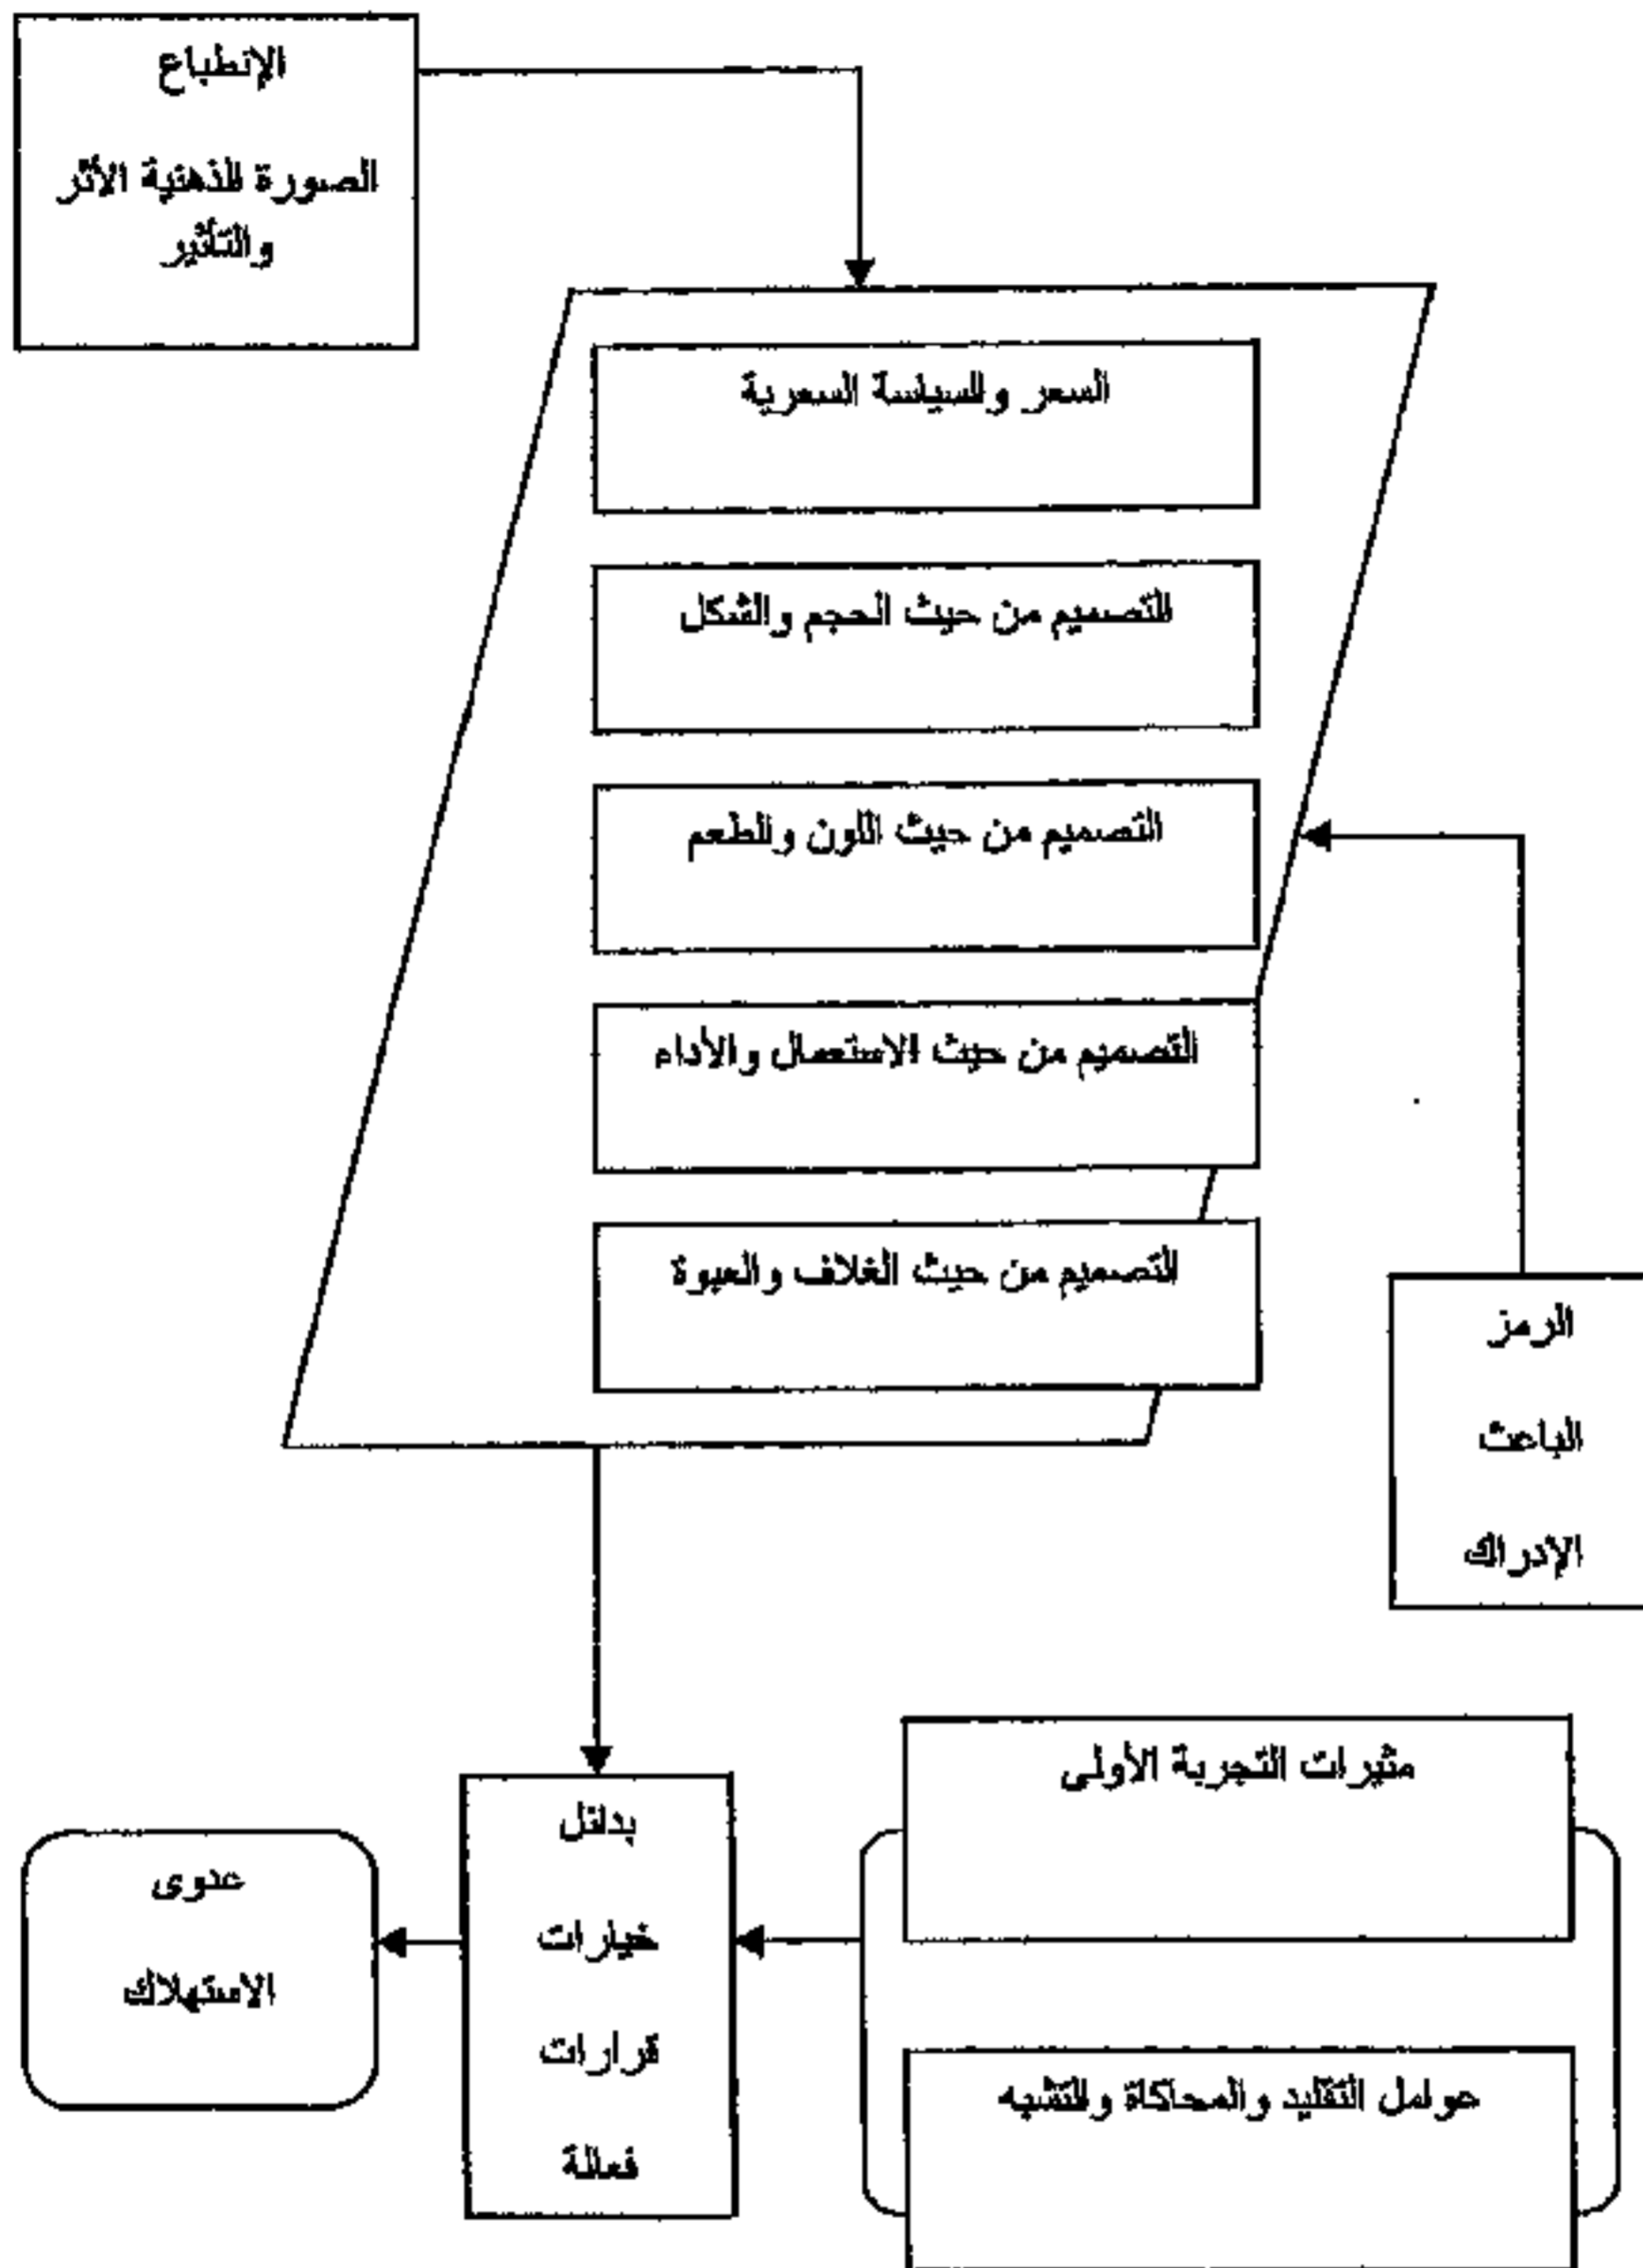 الإنطباع
الصورة الذهنية الأثر
والتأثير
السعر والسياسة السعرية
التصميم من حيث الحجم والشكل
التصميم من حيث اللون والطعم
التصميم من حيث الاستعمال والأداء
التصميم من حيث الغلاف والعبوة
الرمز
الباعث
الإدراك
مثيرات التجربة الأولى
عوامل التقليد والمحاكاة والتشبه
بدائل
خيارات
قرارات
فعالة
عدوى
الاستهلاك